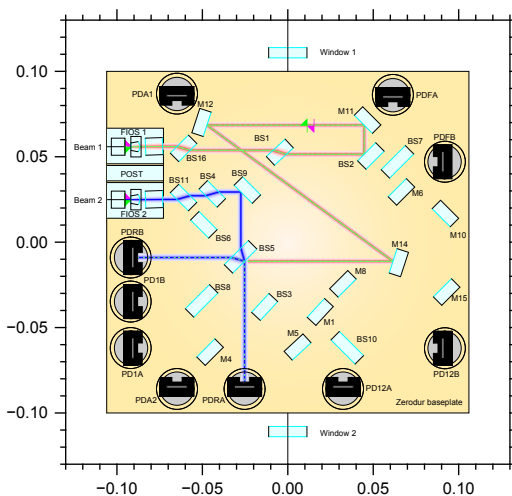 Window 1
0.10
PDA1
PDFA
M12
M11
FIOS 1
BS1
BS7
Beam 1
PDFB
0.05
BS16
BS2
POST
BS11
BS4
BS9
M6
Beam 2
FIOS 2
M10
PDRB
BS6
0.00
BS5
M14
M8
PD1B
BS8
BS3
M15
M1
−0.05
M5
BS10
M4
PD1A
PD12B
PDA2
PDRA
PD12A
Zerodur baseplate
−0.10
Window 2
−0.10
−0.05
0.00
0.05
0.10